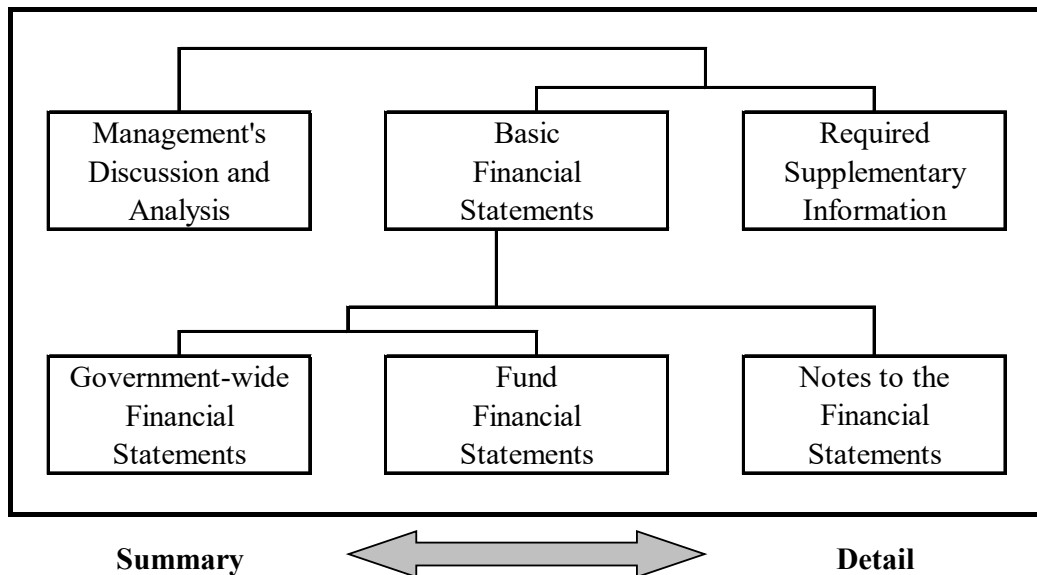 Management's
Discussion and
Analysis
Basic
Financial
Statements
Required
Supplementary
Information
Government-wide
Financial
Statements
Fund
Financial
Statements
Notes to the
Financial
Statements
Summary
Detail